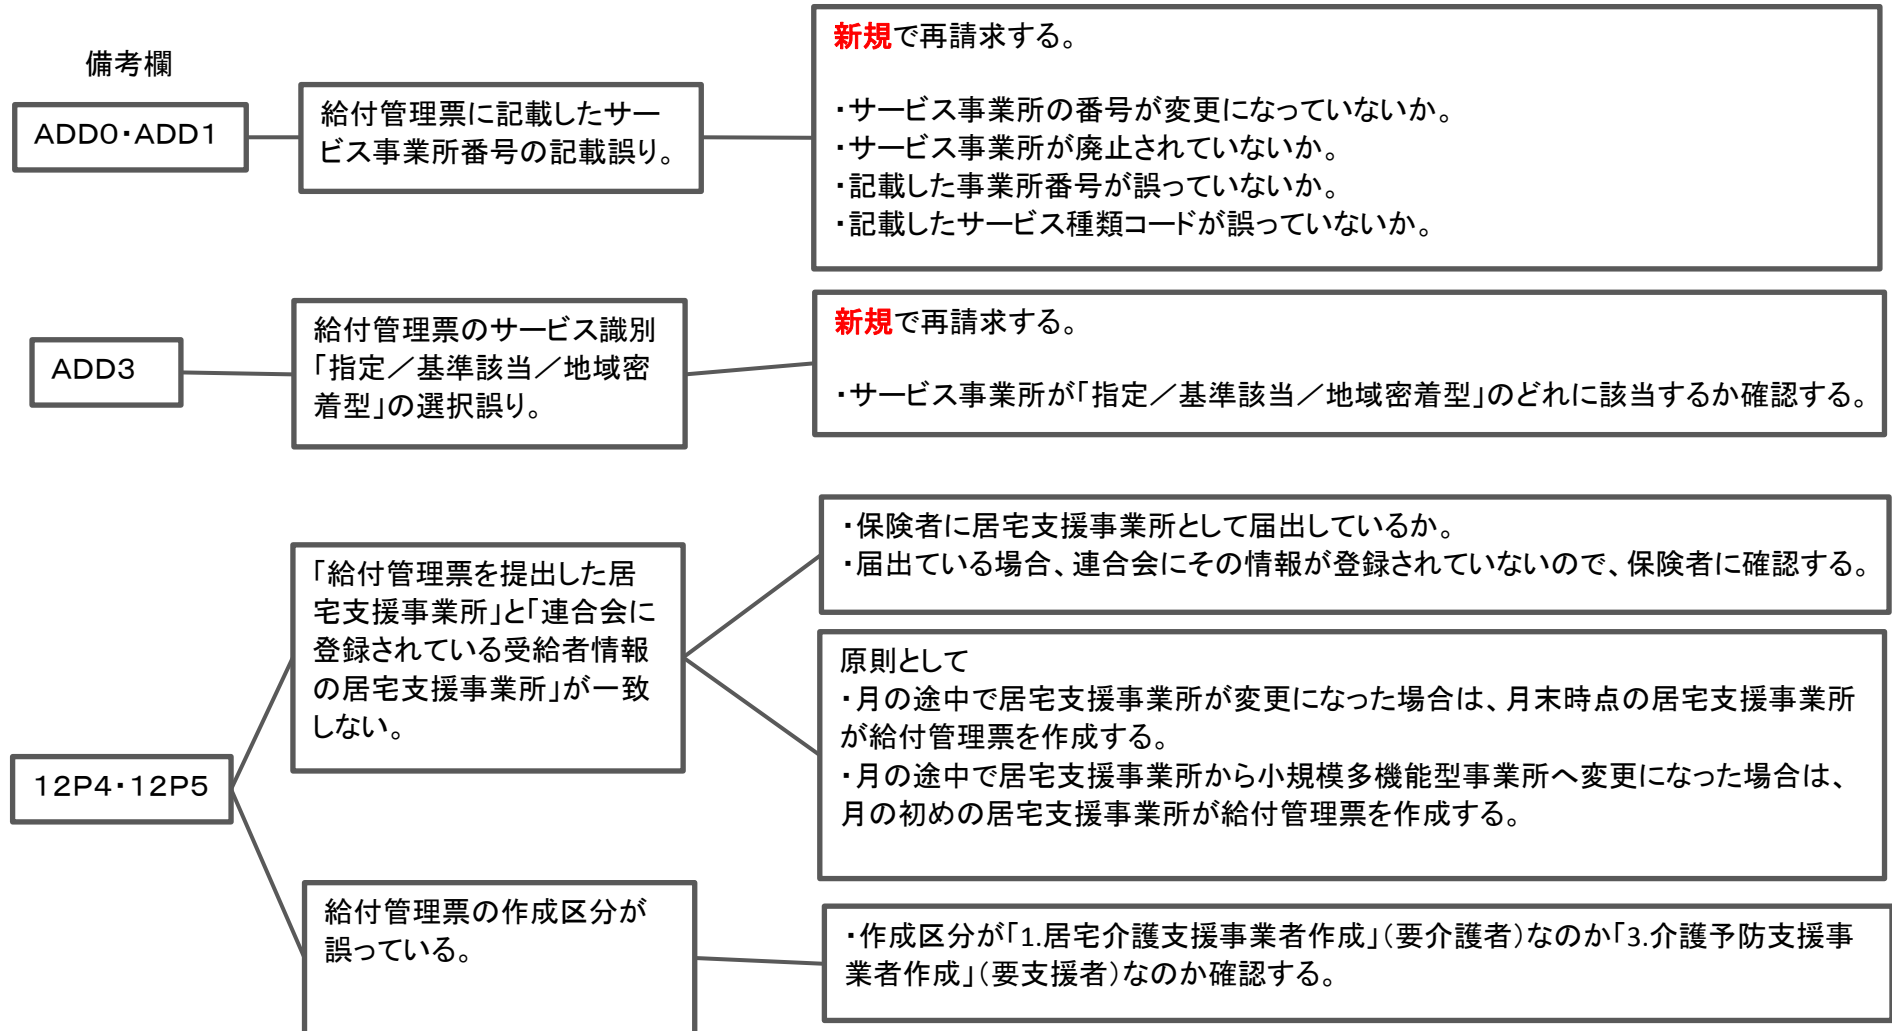 備考欄
ADD0・ADD1
給付管理票に記載したサー
ビス事業所番号の記載誤り。
新規で再請求する。
・サービス事業所の番号が変更になっていないか。
・サービス事業所が廃止されていないか。
・記載した事業所番号が誤っていないか。
・記載したサービス種類コードが誤っていないか。
ADD3
給付管理票のサービス識別
「指定／基準該当／地域密
着型」の選択誤り。
新規で再請求する。
・サービス事業所が「指定／基準該当／地域密着型」のどれに該当するか確認する。
12P4・12P5
「給付管理票を提出した居
宅支援事業所」と「連合会に
登録されている受給者情報
の居宅支援事業所」が一致
しない。
・保険者に居宅支援事業所として届出しているか。
・届出ている場合、連合会にその情報が登録されていないので、保険者に確認する。
原則として
・月の途中で居宅支援事業所が変更になった場合は、月末時点の居宅支援事業所
が給付管理票を作成する。
・月の途中で居宅支援事業所から小規模多機能型事業所へ変更になった場合は、
月の初めの居宅支援事業所が給付管理票を作成する。
給付管理票の作成区分が
誤っている。
・作成区分が「1.居宅介護支援事業者作成」（要介護者）なのか「3.介護予防支援事
業者作成」（要支援者）なのか確認する。